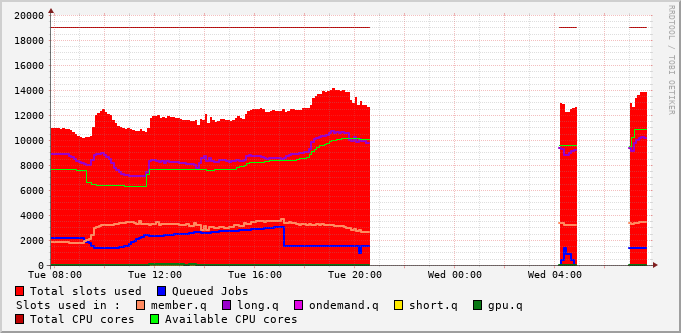 20000
18000
16000
14000
12000
10000
8000
6000
4000
2000
0
Tue 08:00 Tue 12:00 Tue 16:00 Tue 20:00 Wed 00:00 Wed 04:00
Total slots used Queued Jobs
Slots used in : member.q long.q ondemand.q short.q gpu.q
Total CPU cores Available CPU cores
RRDTOOL / TOBI OETIKER